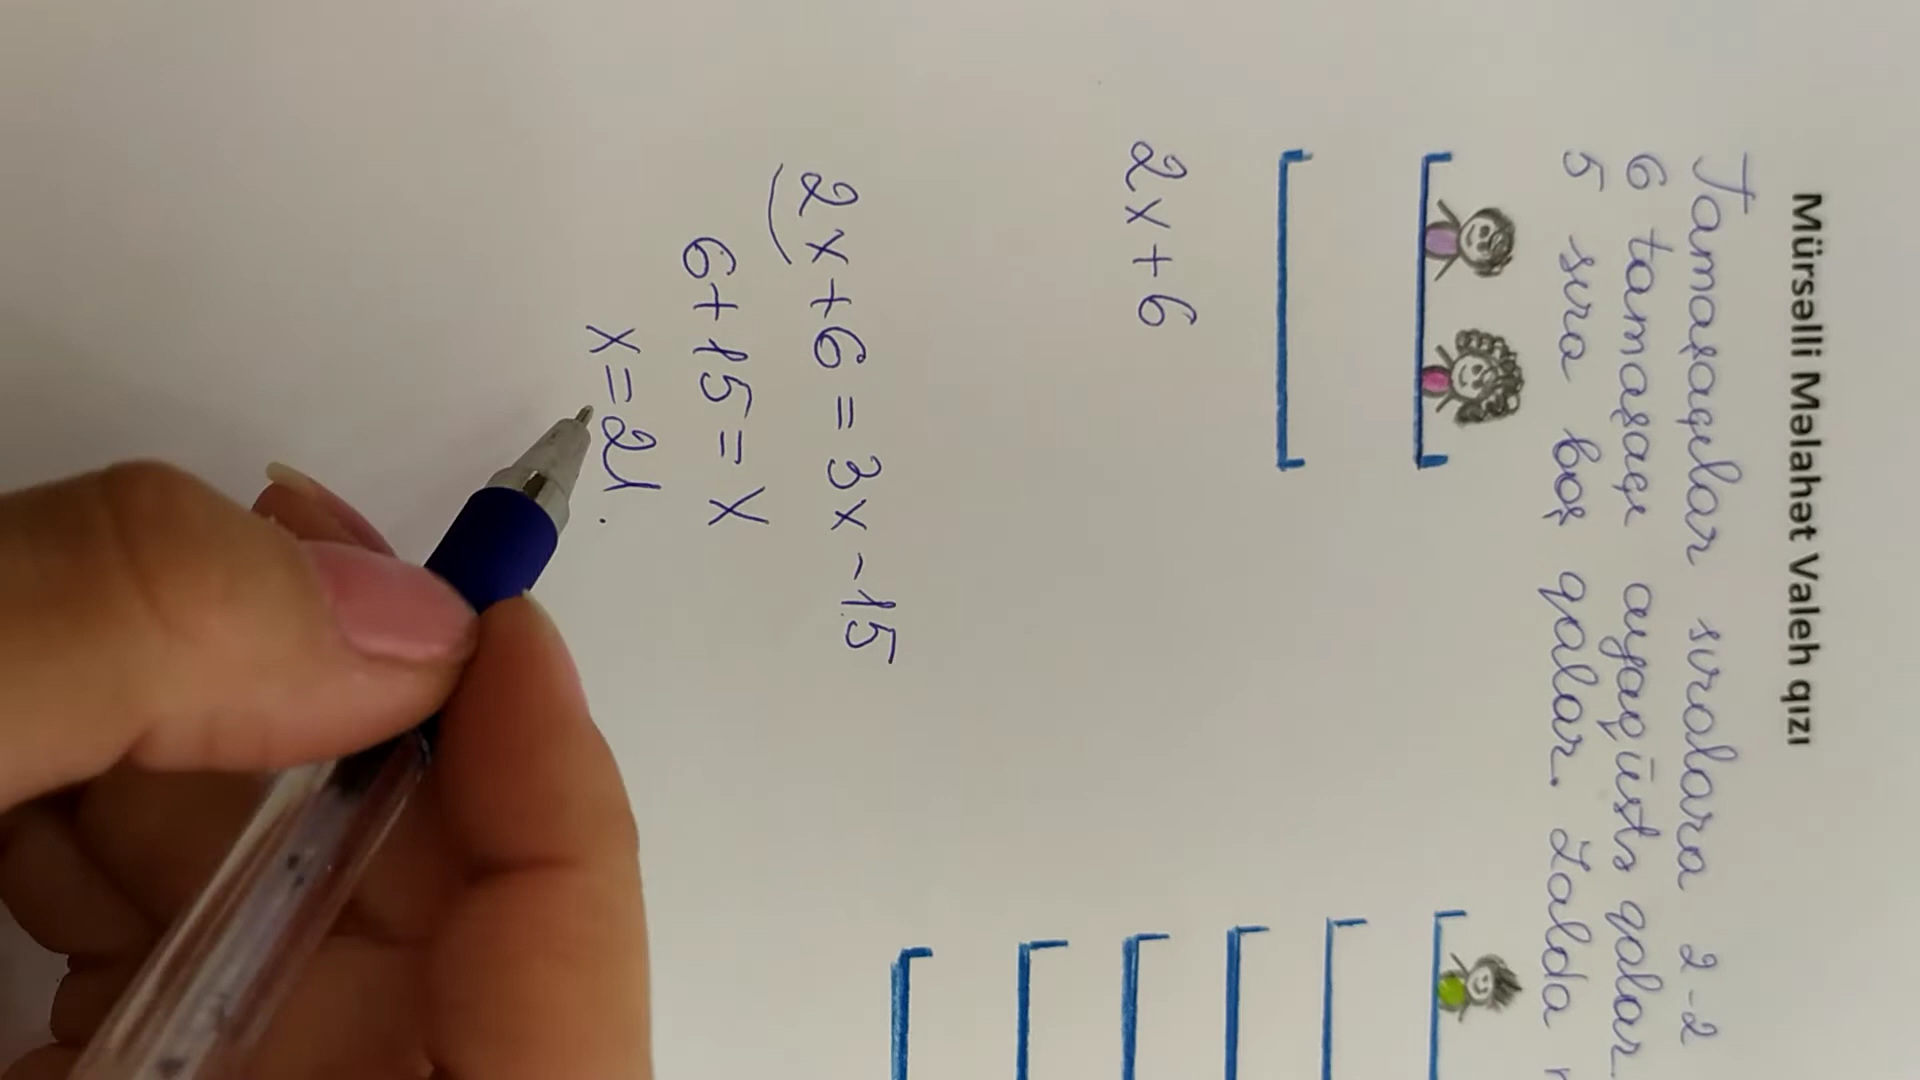 Mürsəlli Məlahət Valeh qızı
Tamaşaçılar sıralara 2-2
6 tamaşaçı ayaqüstə qalar.
5 sıra boş qalar. Zalda
2x+6
2x+6=3x-15
6+15=x
x=21.